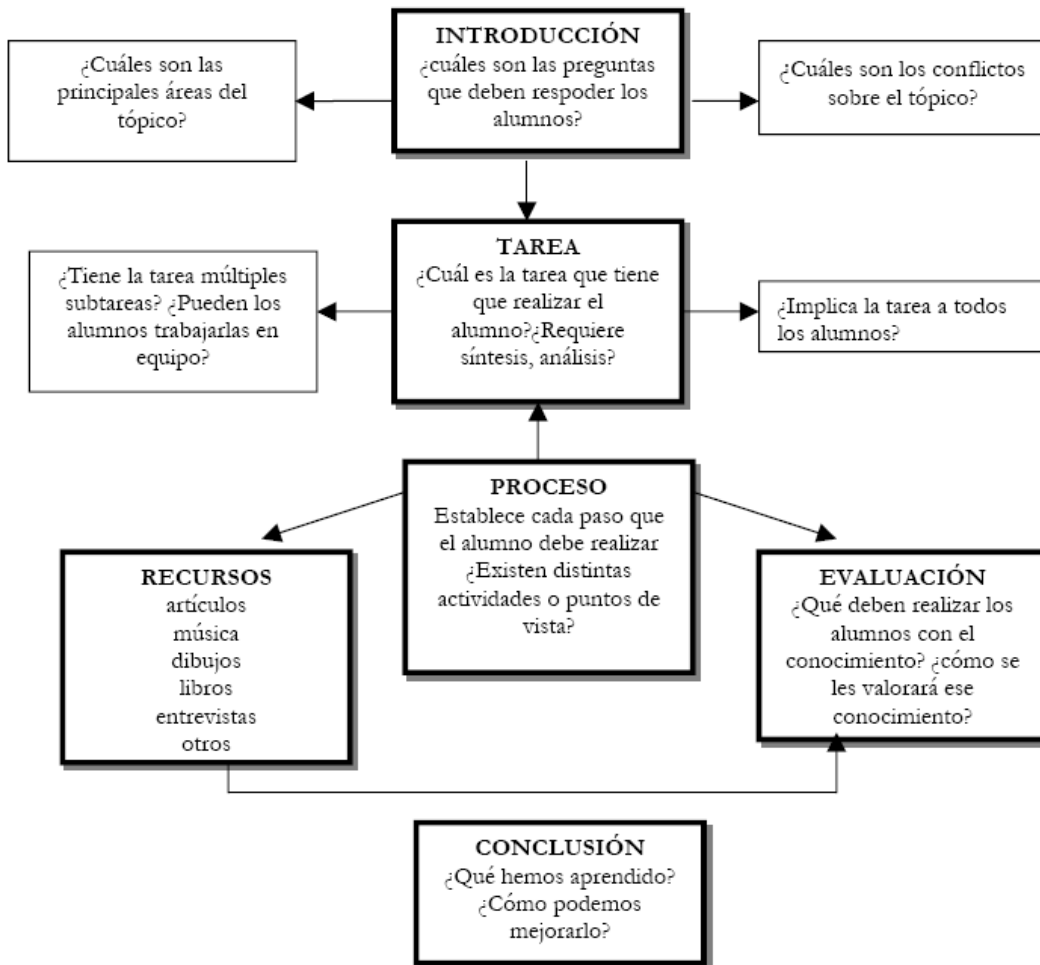 INTRODUCCIÓN
¿cuáles son las preguntas
que deben respoder los
alumnos?
¿Cuáles son las
principales áreas del
tópico?
¿Cuáles son los conflictos
sobre el tópico?
TAREA
¿Cuál es la tarea que tiene
que realizar el
alumno?¿Requiere
síntesis, análisis?
¿Tiene la tarea múltiples
subtareas? ¿Pueden los
alumnos trabajarlas en
equipo?
¿Implica la tarea a todos
los alumnos?
PROCESO
Establece cada paso que
el alumno debe realizar
¿Existen distintas
actividades o puntos de
vista?
RECURSOS
artículos
música
dibujos
libros
entrevistas
otros
EVALUACIÓN
¿Qué deben realizar los
alumnos con el
conocimiento? ¿cómo se
les valorará ese
conocimiento?
CONCLUSIÓN
¿Qué hemos aprendido?
¿Cómo podemos
mejorarlo?